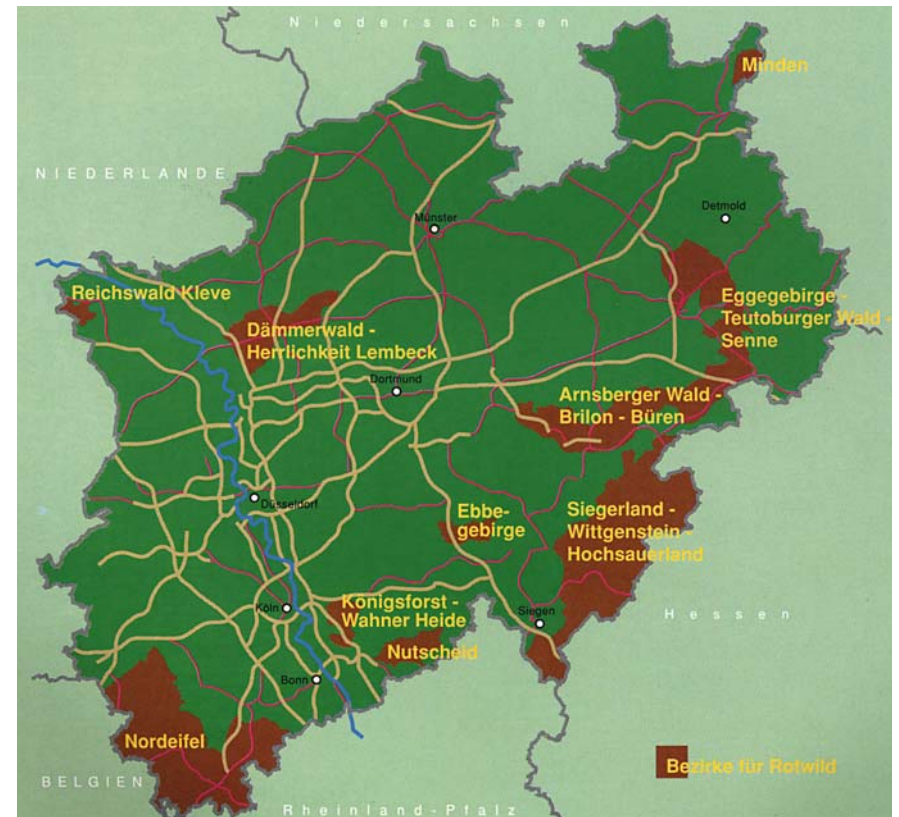 Niedersachsen
Minden
NIEDERLANDE
Detmold
Münster
Reichswald Kleve
Eggegebirge -
Teutoburger Wald -
Senne
Dämmerwald -
Herrlichkeit Lembeck
Dortmund
Arnsberger Wald -
Brilon - Büren
Düsseldorf
Ebbe-
gebirge
Siegerland -
Wittgenstein -
Hochsauerland
Köln
Königsforst -
Wahner Heide
Siegen
Hessen
Nutscheid
Bonn
Nordeifel
Bezirke für Rotwild
BELGIEN
Rheinland-Pfalz